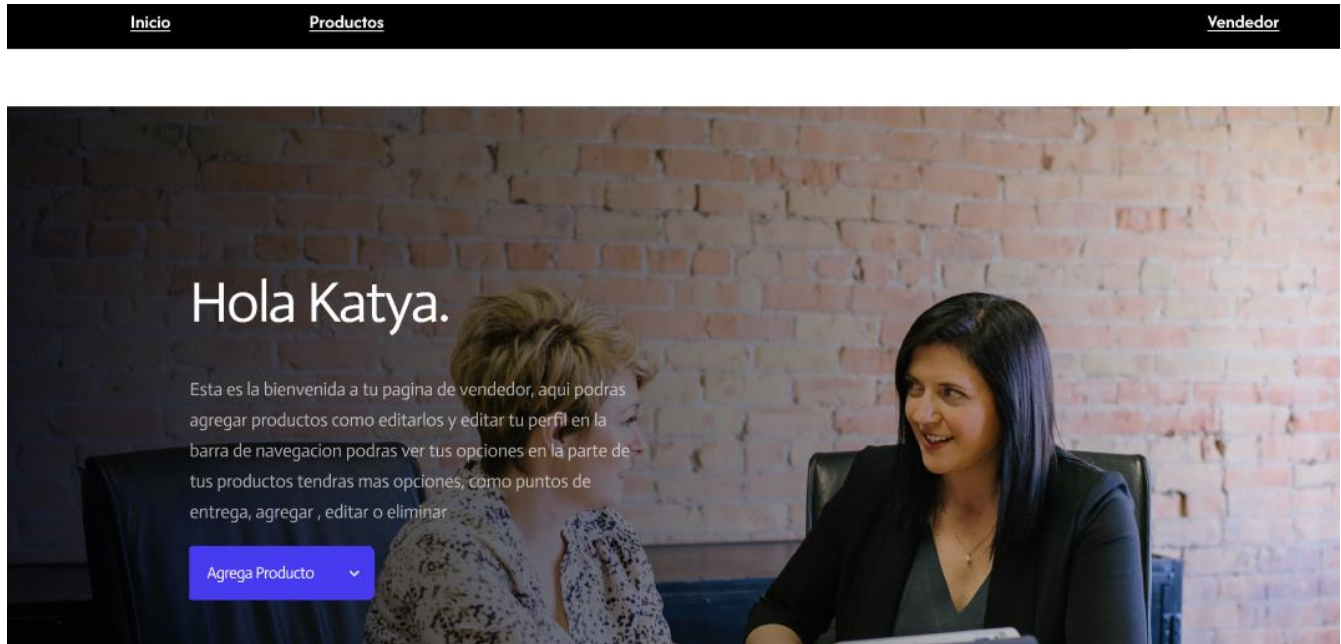 Inicio
Productos
Vendedor
Hola Katya.
Esta es la bienvenida a tu pagina de vendedor, aqui podras
agregar productos como editarlos y editar tu perfil en la
barra de navegacion podras ver tus opciones en la parte de
tus productos tendras mas opciones, como puntos de
entrega, agregar , editar o eliminar
Agrega Producto